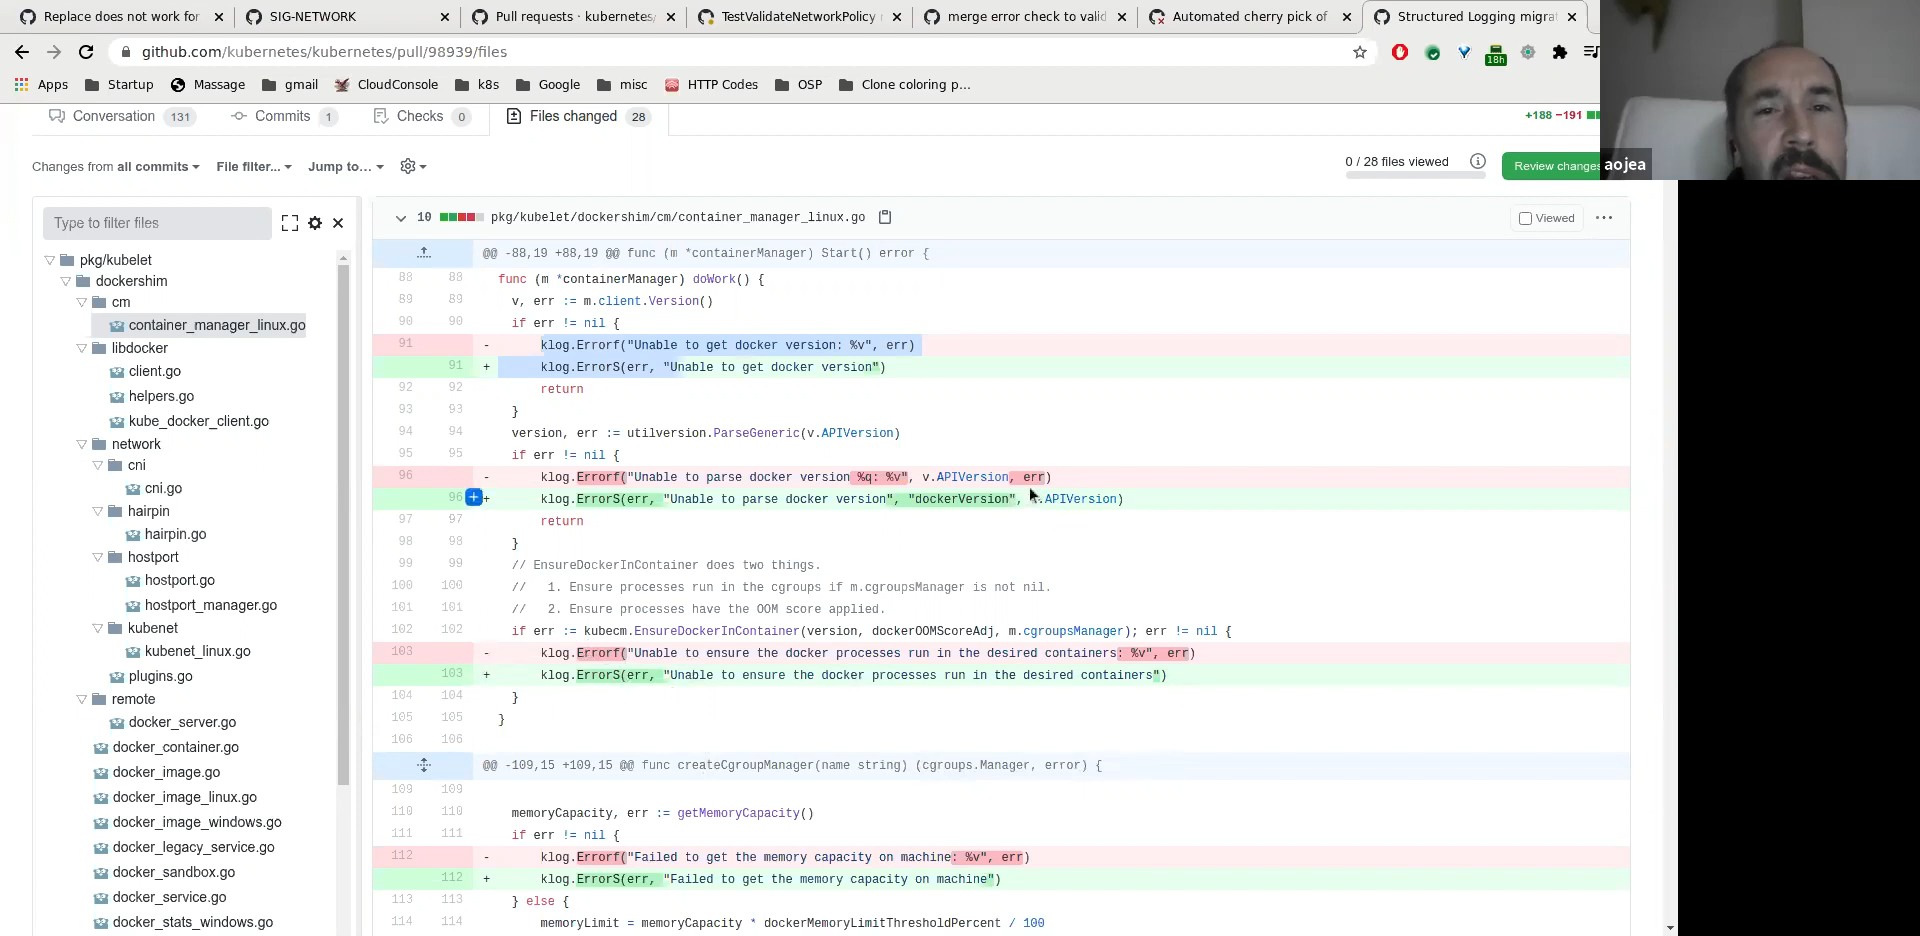 Replace does not work for
SIG-NETWORK
Pull requests · kubernetes/
TestValidateNetworkPolicy
merge error check to valid
Automated cherry pick of
Structured Logging migrat
github.com/kubernetes/kubernetes/pull/98939/files
18h
Apps
Startup
Massage
gmail
CloudConsole
k8s
Google
misc
HTTP Codes
OSP
Clone coloring p...
Conversation 131
Commits 1
Checks 0
Files changed 28
+188 −191
Changes from all commits
File filter...
Jump to...
0 / 28 files viewed
Review changes
aojea
Type to filter files
pkg/kubelet
dockershim
cm
container_manager_linux.go
libdocker
client.go
helpers.go
kube_docker_client.go
network
cni
cni.go
hairpin
hairpin.go
hostport
hostport.go
hostport_manager.go
kubenet
kubenet_linux.go
plugins.go
remote
docker_server.go
docker_container.go
docker_image.go
docker_image_linux.go
docker_image_windows.go
docker_legacy_service.go
docker_sandbox.go
docker_service.go
docker_stats_windows.go
10 pkg/kubelet/dockershim/cm/container_manager_linux.go
Viewed
@@ -88,19 +88,19 @@ func (m *containerManager) Start() error {
88 88 func (m *containerManager) doWork() {
89 89 v, err := m.client.Version()
90 90 if err != nil {
91 - klog.Errorf("Unable to get docker version: %v", err)
91 + klog.ErrorS(err, "Unable to get docker version")
92 92 return
93 93 }
94 94 version, err := utilversion.ParseGeneric(v.APIVersion)
95 95 if err != nil {
96 - klog.Errorf("Unable to parse docker version %q: %v", v.APIVersion, err)
96 + klog.ErrorS(err, "Unable to parse docker version", "dockerVersion", .APIVersion)
97 97 return
98 98 }
99 99 // EnsureDockerInContainer does two things.
100 100 // 1. Ensure processes run in the cgroups if m.cgroupsManager is not nil.
101 101 // 2. Ensure processes have the OOM score applied.
102 102 if err := kubecm.EnsureDockerInContainer(version, dockerOOMScoreAdj, m.cgroupsManager); err != nil {
103 - klog.Errorf("Unable to ensure the docker processes run in the desired containers: %v", err)
103 + klog.ErrorS(err, "Unable to ensure the docker processes run in the desired containers")
104 104 }
105 105 }
106 106
@@ -109,15 +109,15 @@ func createCgroupManager(name string) (cgroups.Manager, error) {
109 109
110 110 memoryCapacity, err := getMemoryCapacity()
111 111 if err != nil {
112 - klog.Errorf("Failed to get the memory capacity on machine: %v", err)
112 + klog.ErrorS(err, "Failed to get the memory capacity on machine")
113 113 } else {
114 114 memoryLimit = memoryCapacity * dockerMemoryLimitThresholdPercent / 100